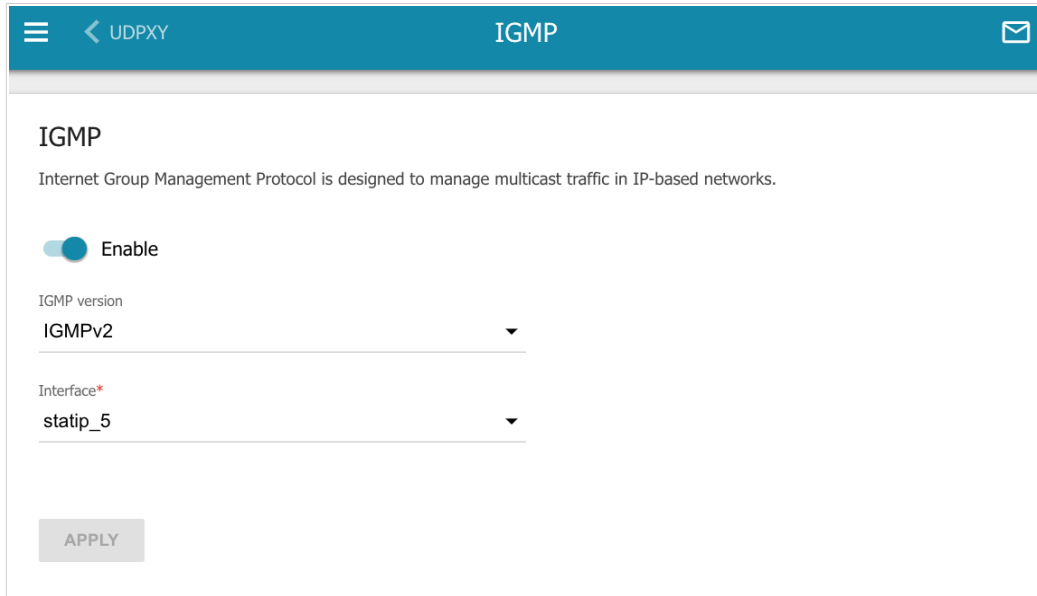 UDPXY
IGMP
IGMP
Internet Group Management Protocol is designed to manage multicast traffic in IP-based networks.
Enable
IGMP version
IGMPv2
Interface*
statip_5
APPLY